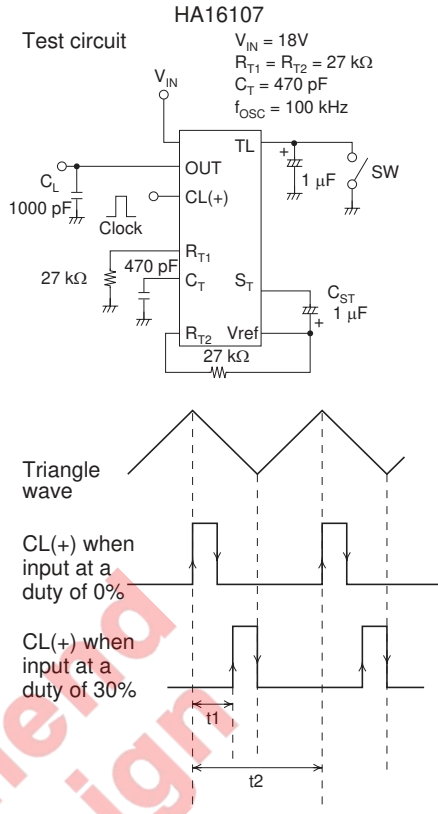 HA16107
Test circuit
V_IN = 18V
R_T1 = R_T2 = 27 kΩ
C_T = 470 pF
f_OSC = 100 kHz
V_IN
TL
OUT
+
1 μF
SW
C_L
1000 pF
CL(+)
Clock
R_T1
27 kΩ
470 pF
C_T
S_T
C_ST
1 μF
+
R_T2
Vref
27 kΩ
Triangle
wave
CL(+) when
input at a
duty of 0%
CL(+) when
input at a
duty of 30%
t1
t2
mend
sign